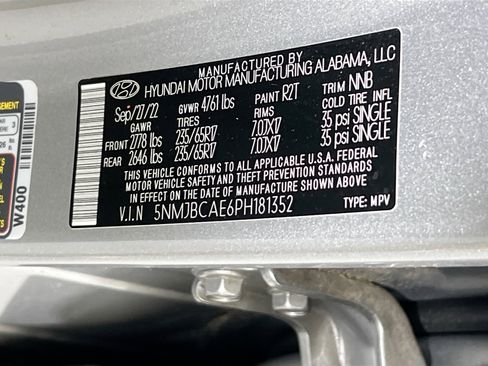 MANUFACTURED BY
HYUNDAI MOTOR MANUFACTURING ALABAMA, LLC
Sep/27/22 GVWR 4761 lbs PAINT R2T TRIM NNB
GAWR TIRES RIMS COLD TIRE INFL
FRONT 2778 lbs 235/65R17 7.0JX17 35 psi SINGLE
REAR 2646 lbs 235/65R17 7.0JX17 35 psi SINGLE
THIS VEHICLE CONFORMS TO ALL APPLICABLE U.S.A. FEDERAL
MOTOR VEHICLE SAFETY AND THEFT PREVENTION STANDARDS
IN EFFECT ON THE DATE OF MANUFACTURE SHOWN ABOVE.
V.I.N 5NMJBCAE6PH181352 TYPE: MPV
W400